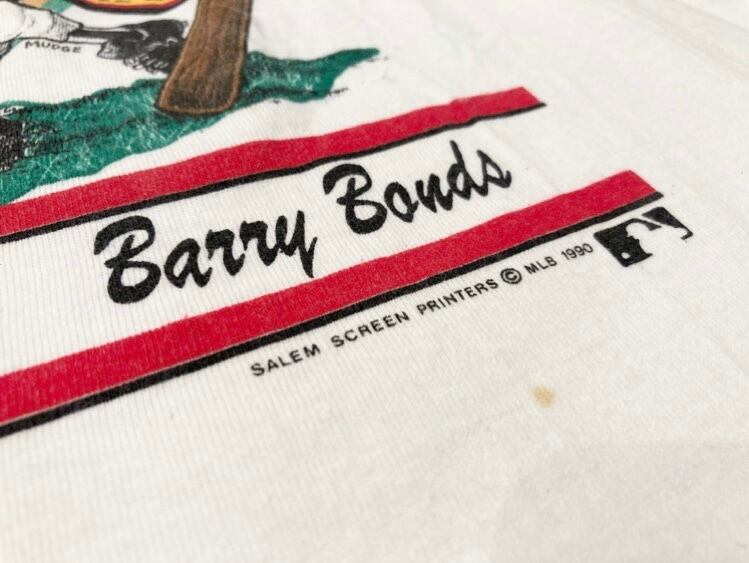 MUDGE
Barry Bonds
SALEM SCREEN PRINTERS © MLB 1990